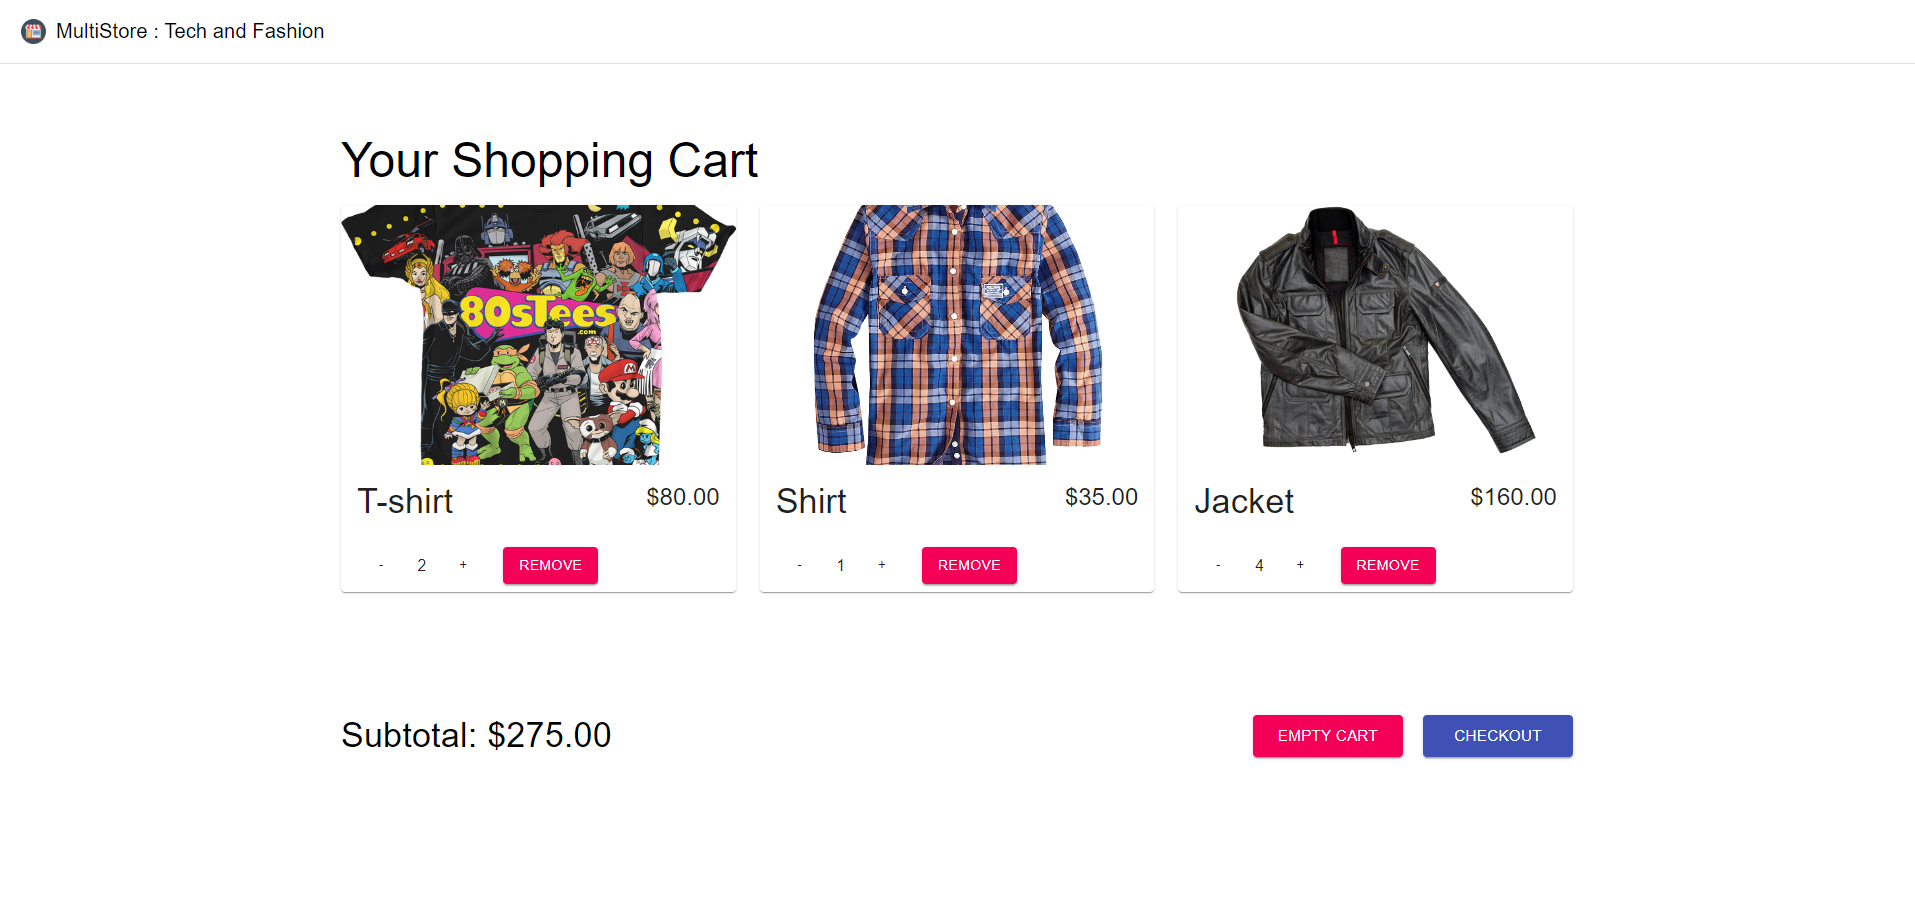 MultiStore : Tech and Fashion
Your Shopping Cart
80sTees
.com
T-shirt
$80.00
- 2 + REMOVE
Shirt
$35.00
- 1 + REMOVE
Jacket
$160.00
- 4 + REMOVE
Subtotal: $275.00
EMPTY CART
CHECKOUT